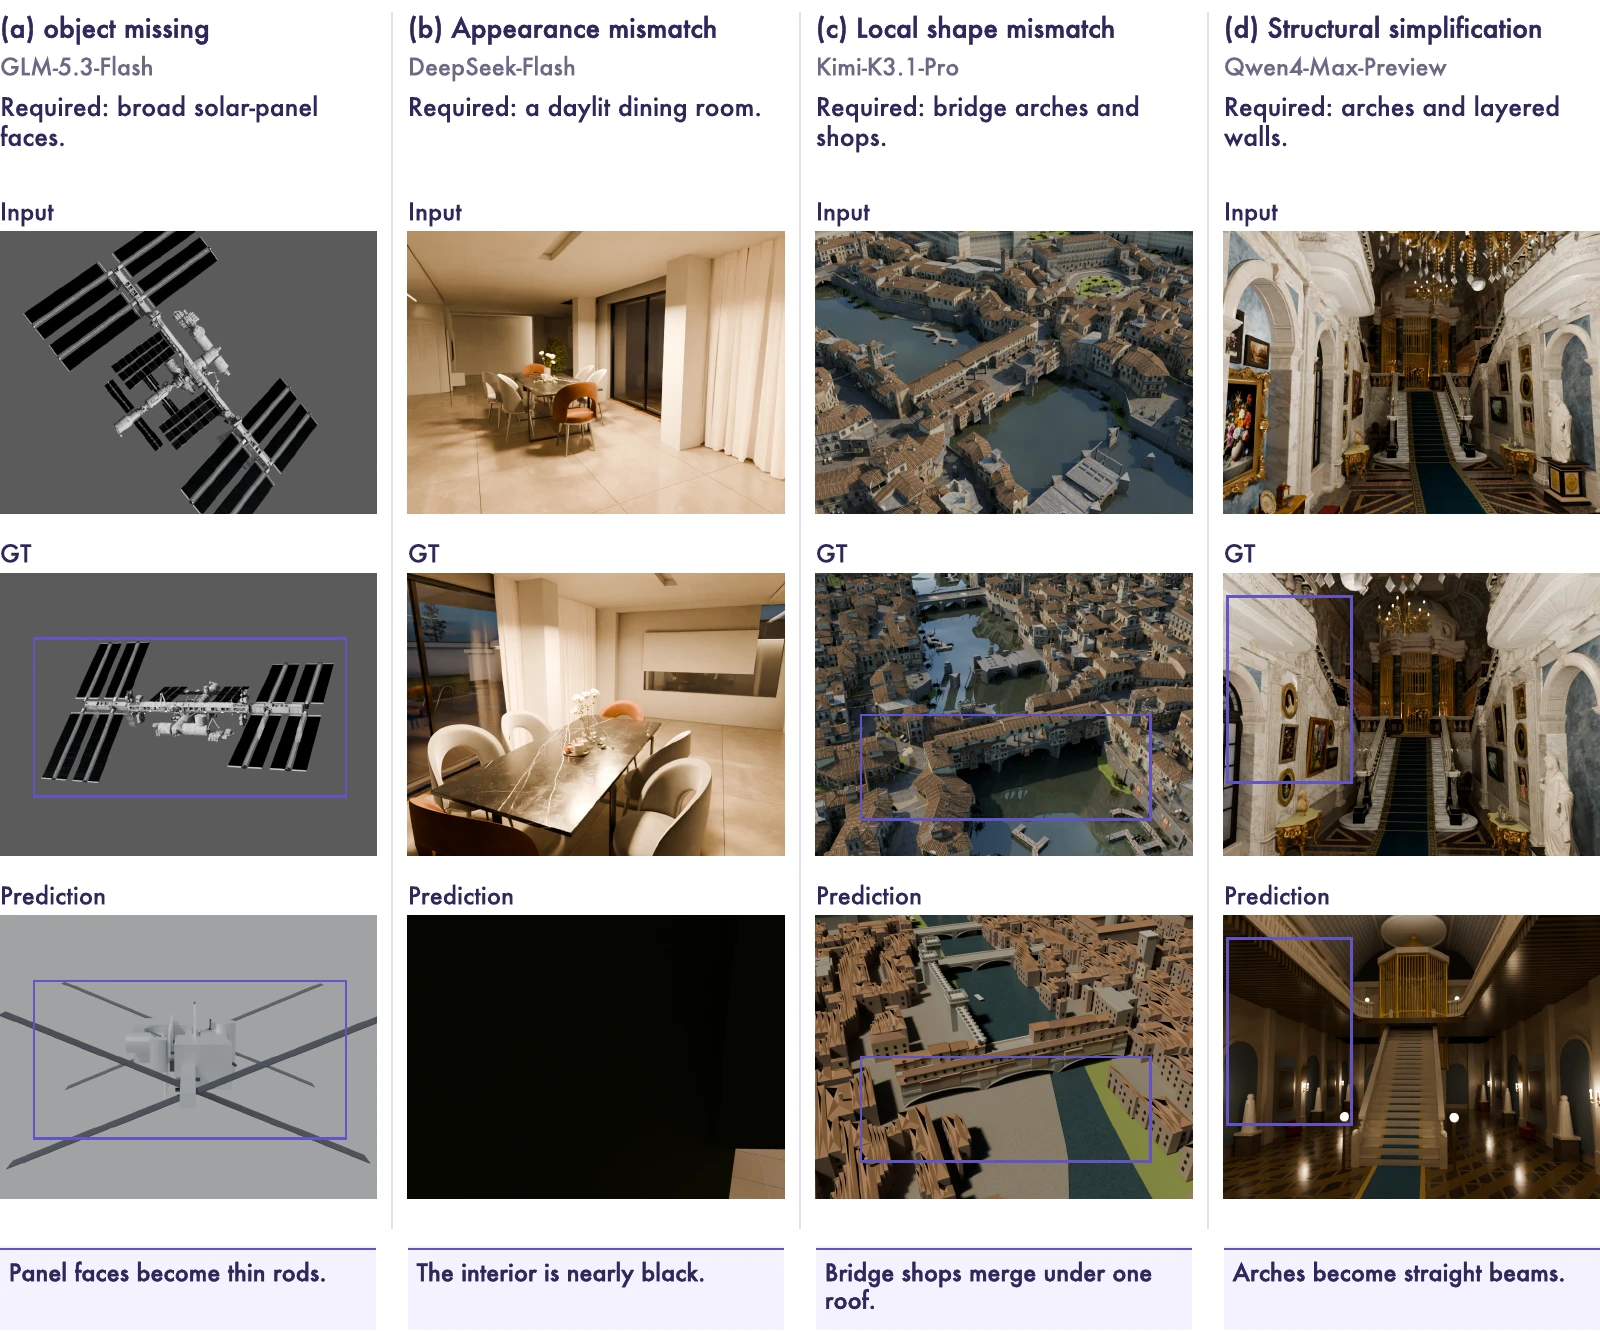 (a) object missing
GLM-5.3-Flash
Required: broad solar-panel
faces.
Input
GT
Prediction
Panel faces become thin rods.
(b) Appearance mismatch
DeepSeek-Flash
Required: a daylit dining room.
Input
GT
Prediction
The interior is nearly black.
(c) Local shape mismatch
Kimi-K3.1-Pro
Required: bridge arches and
shops.
Input
GT
Prediction
Bridge shops merge under one
roof.
(d) Structural simplification
Qwen4-Max-Preview
Required: arches and layered
walls.
Input
GT
Prediction
Arches become straight beams.